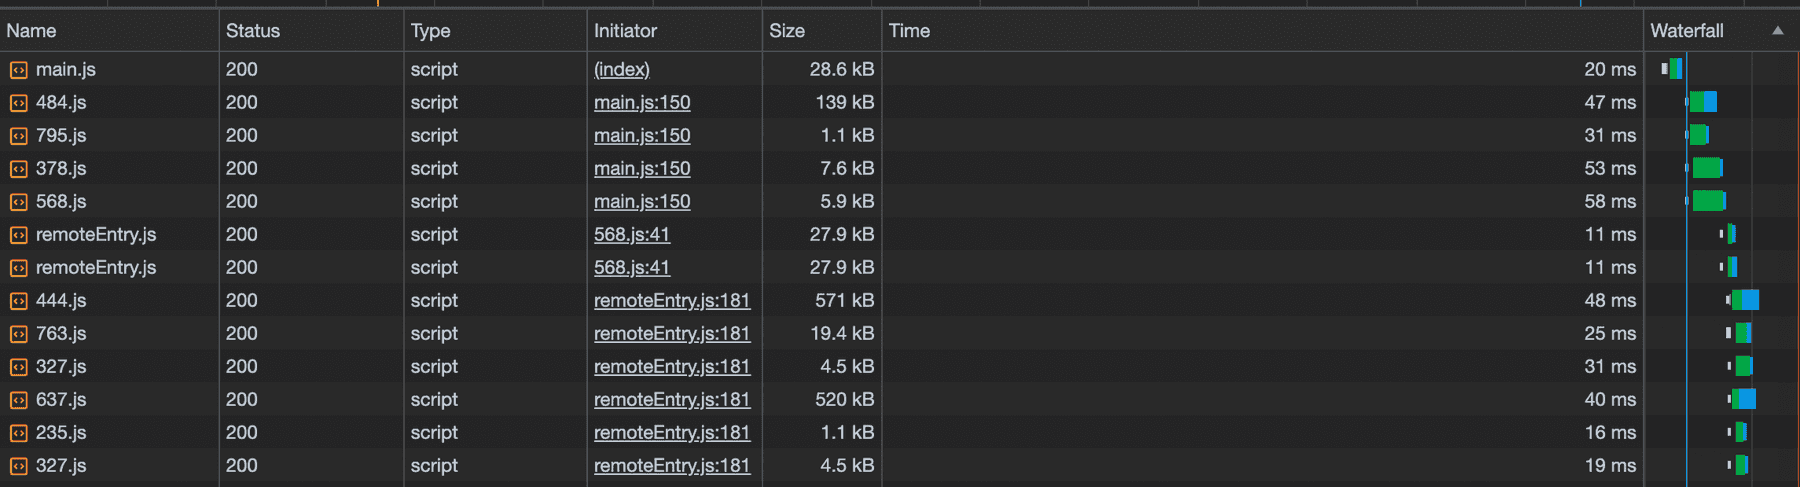 Name Status Type Initiator Size Time Waterfall
main.js 200 script (index) 28.6 kB 20 ms
484.js 200 script main.js:150 139 kB 47 ms
795.js 200 script main.js:150 1.1 kB 31 ms
378.js 200 script main.js:150 7.6 kB 53 ms
568.js 200 script main.js:150 5.9 kB 58 ms
remoteEntry.js 200 script 568.js:41 27.9 kB 11 ms
remoteEntry.js 200 script 568.js:41 27.9 kB 11 ms
444.js 200 script remoteEntry.js:181 571 kB 48 ms
763.js 200 script remoteEntry.js:181 19.4 kB 25 ms
327.js 200 script remoteEntry.js:181 4.5 kB 31 ms
637.js 200 script remoteEntry.js:181 520 kB 40 ms
235.js 200 script remoteEntry.js:181 1.1 kB 16 ms
327.js 200 script remoteEntry.js:181 4.5 kB 19 ms